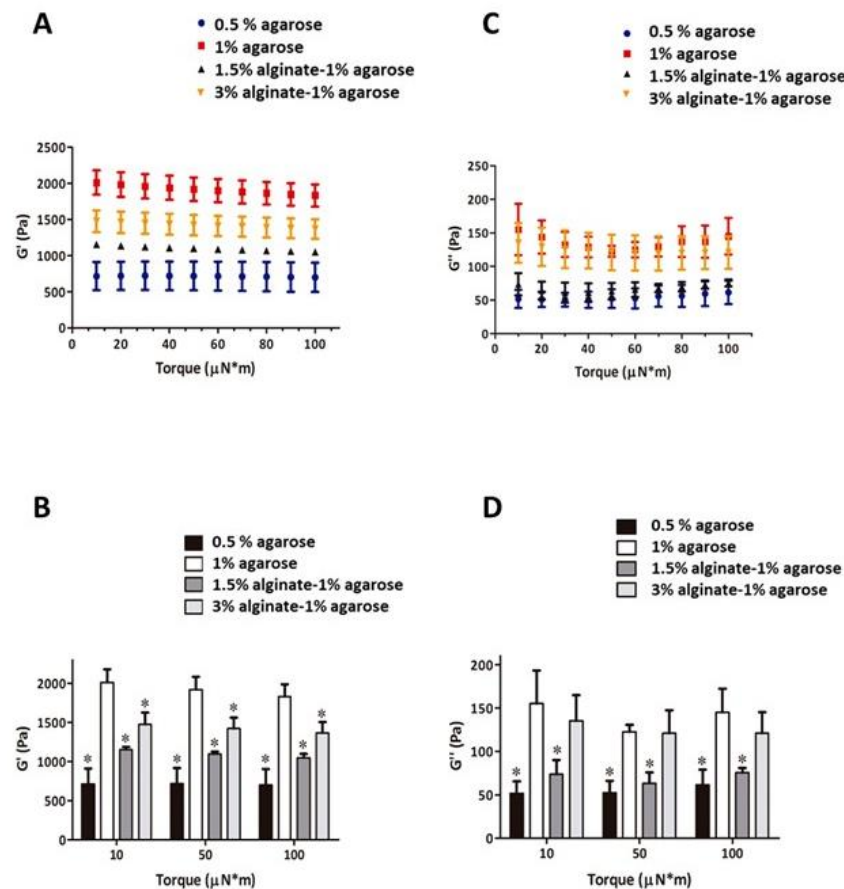 A
0.5 % agarose
1% agarose
1.5% alginate-1% agarose
3% alginate-1% agarose
2500
2000
1500
1000
500
0
G' (Pa)
0 20 40 60 80 100
Torque (μN*m)
C
0.5 % agarose
1% agarose
1.5% alginate-1% agarose
3% alginate-1% agarose
250
200
150
100
50
0
G'' (Pa)
0 20 40 60 80 100
Torque (μN*m)
B
0.5 % agarose
1% agarose
1.5% alginate-1% agarose
3% alginate-1% agarose
2000
1500
1000
500
0
G' (Pa)
* * *
* * *
* * *
10 50 100
Torque (μN*m)
D
0.5 % agarose
1% agarose
1.5% alginate-1% agarose
3% alginate-1% agarose
200
150
100
50
0
G'' (Pa)
* *
* *
* *
10 50 100
Torque (μN*m)